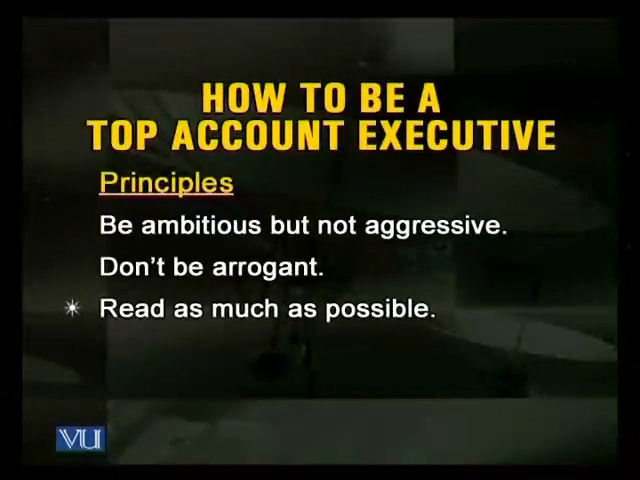 HOW TO BE A
TOP ACCOUNT EXECUTIVE
Principles
Be ambitious but not aggressive.
Don't be arrogant.
Read as much as possible.
VU